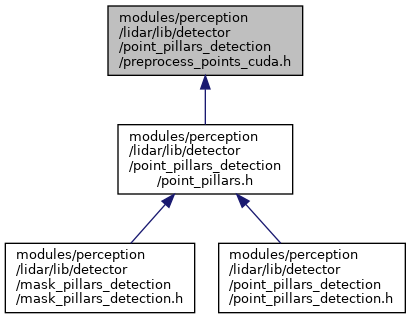 modules/perception
/lidar/lib/detector
/point_pillars_detection
/preprocess_points_cuda.h
modules/perception
/lidar/lib/detector
/point_pillars_detection
/point_pillars.h
modules/perception
/lidar/lib/detector
/mask_pillars_detection
/mask_pillars_detection.h
modules/perception
/lidar/lib/detector
/point_pillars_detection
/point_pillars_detection.h